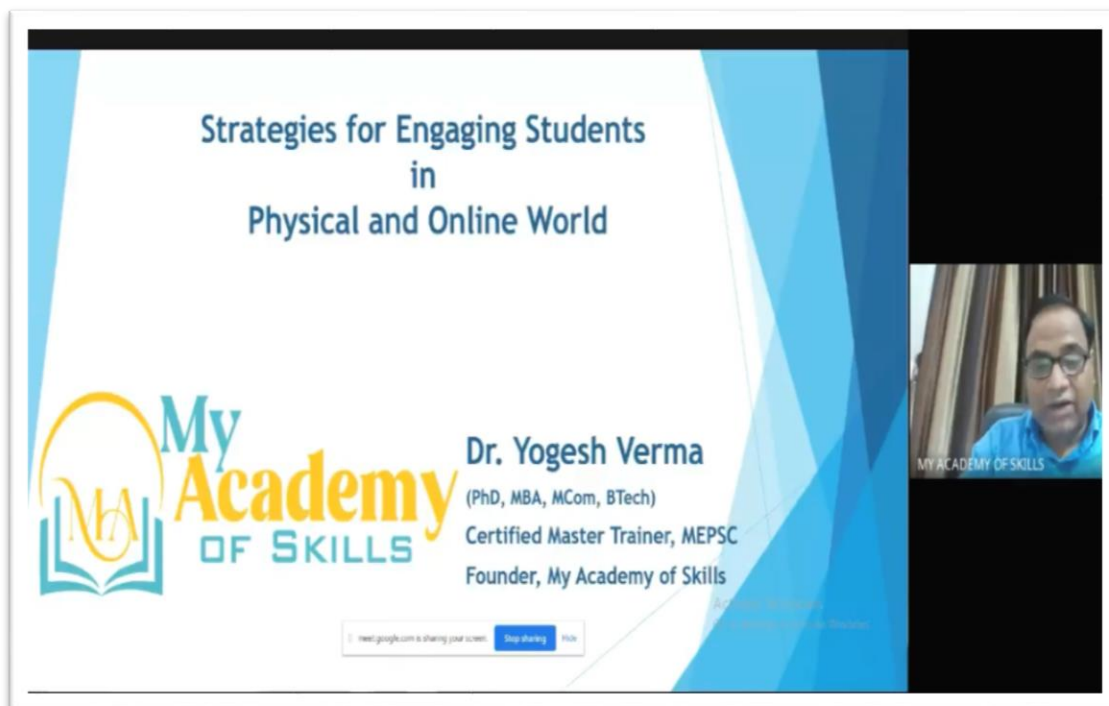 Strategies for Engaging Students
in
Physical and Online World
My
Academy
OF SKILLS
MA
Dr. Yogesh Verma
(PhD, MBA, MCom, BTech)
Certified Master Trainer, MEPSC
Founder, My Academy of Skills
meet.google.com is sharing your screen.
Stop sharing
Hide
MY ACADEMY OF SKILLS